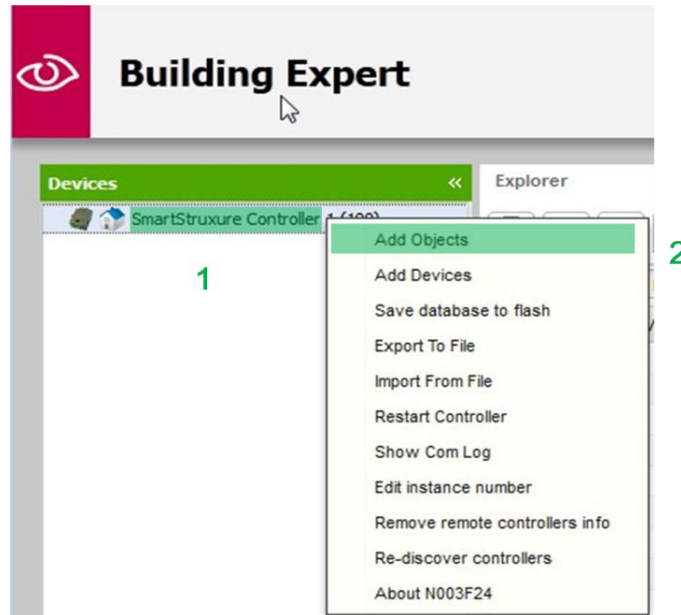 Building Expert
Devices «
Explorer
SmartStruxure Controller 1 (100)
1
2
Add Objects
Add Devices
Save database to flash
Export To File
Import From File
Restart Controller
Show Com Log
Edit instance number
Remove remote controllers info
Re-discover controllers
About N003F24